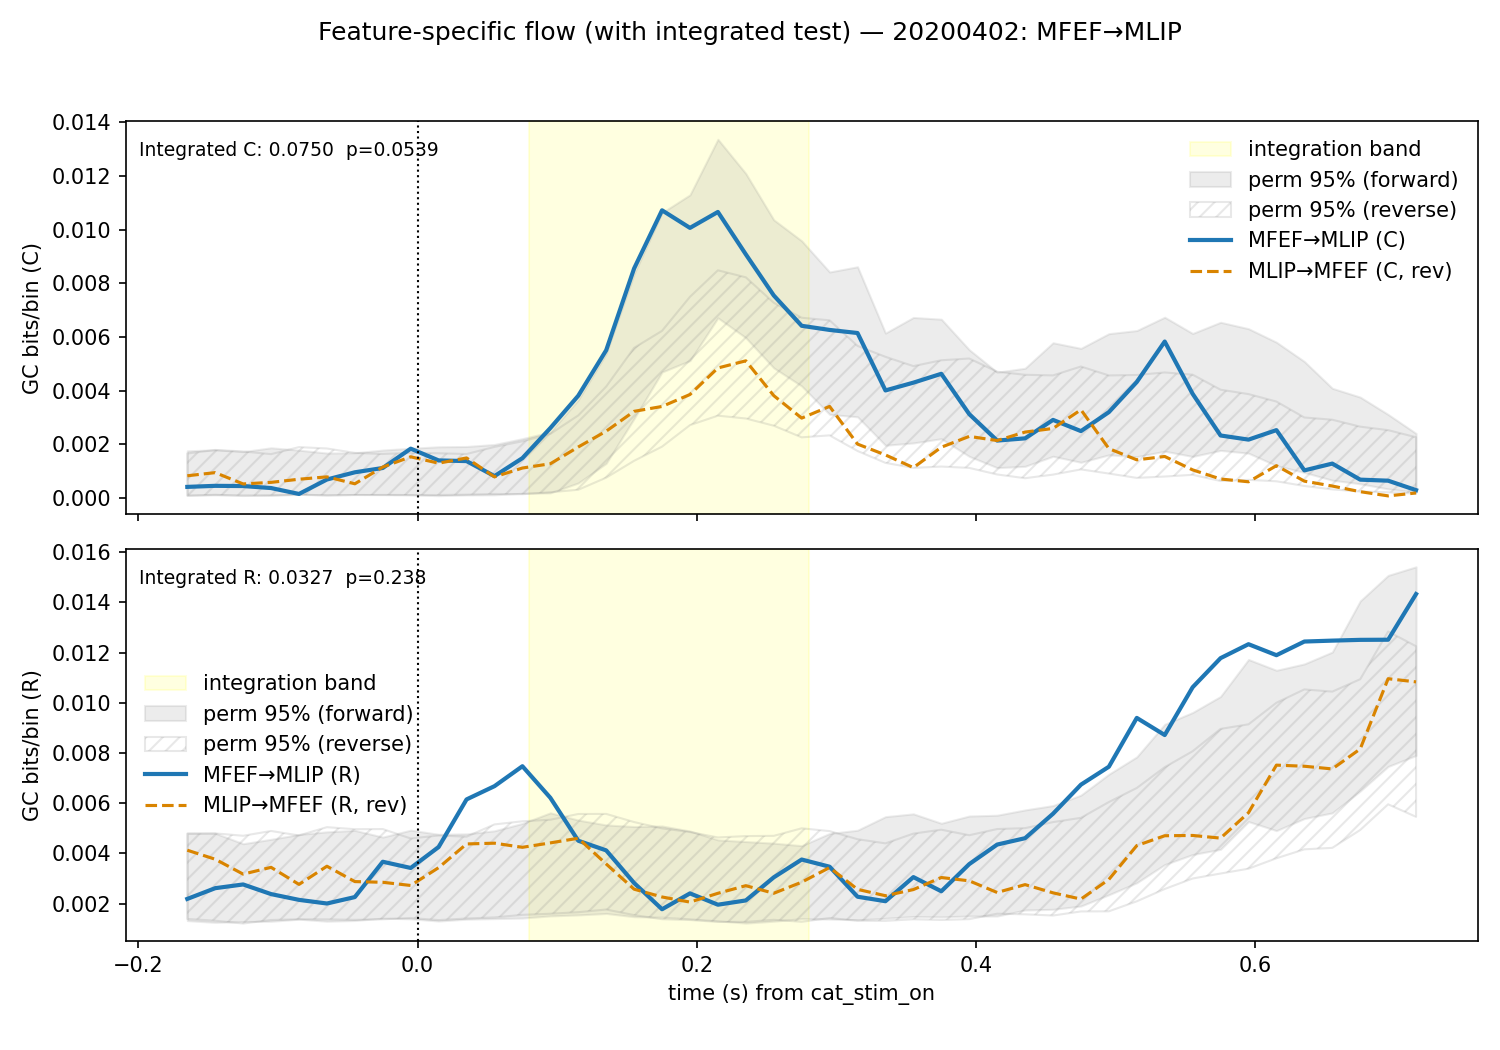 Feature-specific flow (with integrated test) — 20200402: MFEF→MLIP
Integrated C: 0.0750  p=0.0539
integration band
perm 95% (forward)
perm 95% (reverse)
MFEF→MLIP (C)
MLIP→MFEF (C, rev)
GC bits/bin (C)
0.014
0.012
0.010
0.008
0.006
0.004
0.002
0.000
Integrated R: 0.0327  p=0.238
integration band
perm 95% (forward)
perm 95% (reverse)
MFEF→MLIP (R)
MLIP→MFEF (R, rev)
GC bits/bin (R)
0.016
0.014
0.012
0.010
0.008
0.006
0.004
0.002
−0.2 0.0 0.2 0.4 0.6
time (s) from cat_stim_on